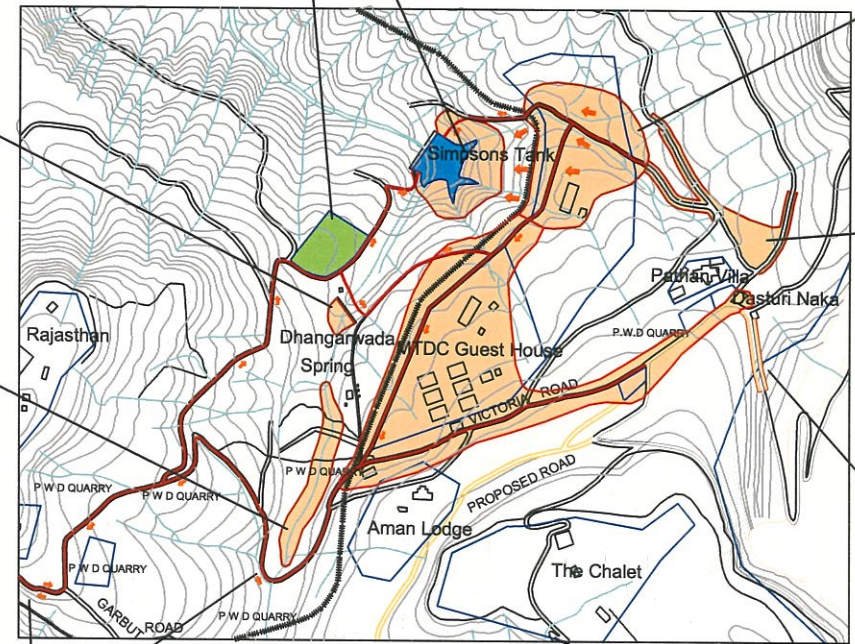 Simpsons Tank
Pathan Villa
Dasturi Naka
P.W.D QUARRY
Rajasthan
Dhangarwada
Spring
MTDC Guest House
VICTORIA ROAD
P W D QUARRY
PROPOSED ROAD
P W D QUARRY
P W D QUARRY
Aman Lodge
P W D QUARRY
The Chalet
GARBUT ROAD
P W D QUARRY